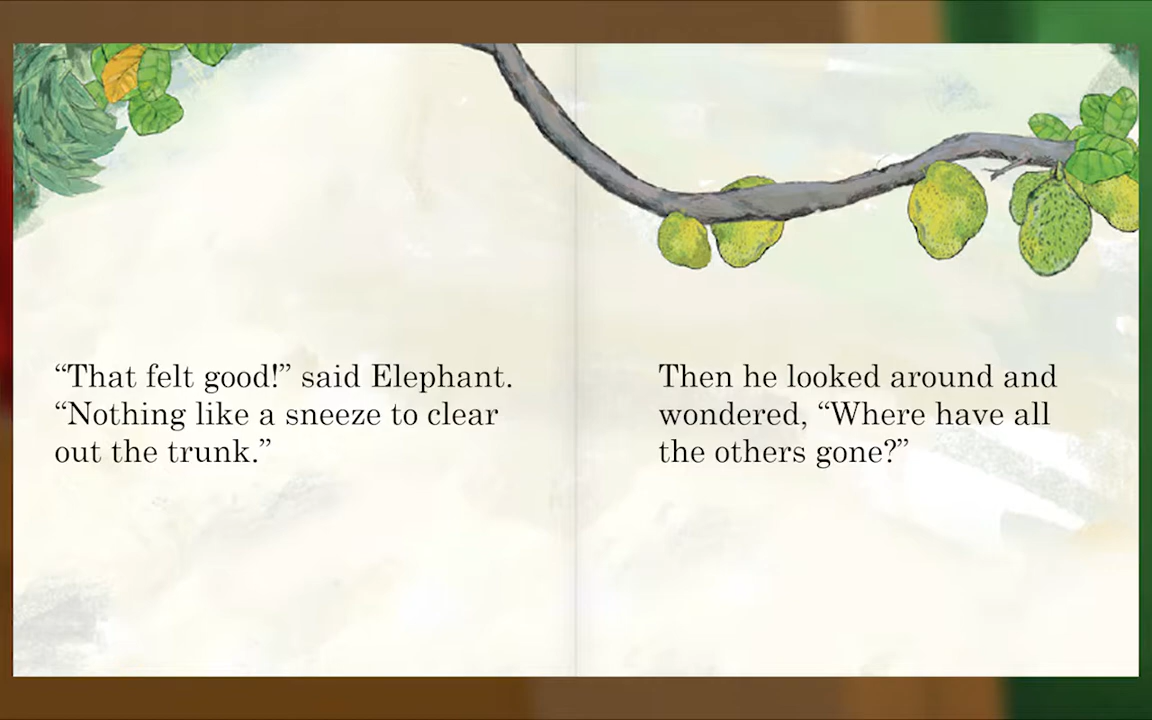 “That felt good!” said Elephant.
“Nothing like a sneeze to clear
out the trunk.”
Then he looked around and
wondered, “Where have all
the others gone?”